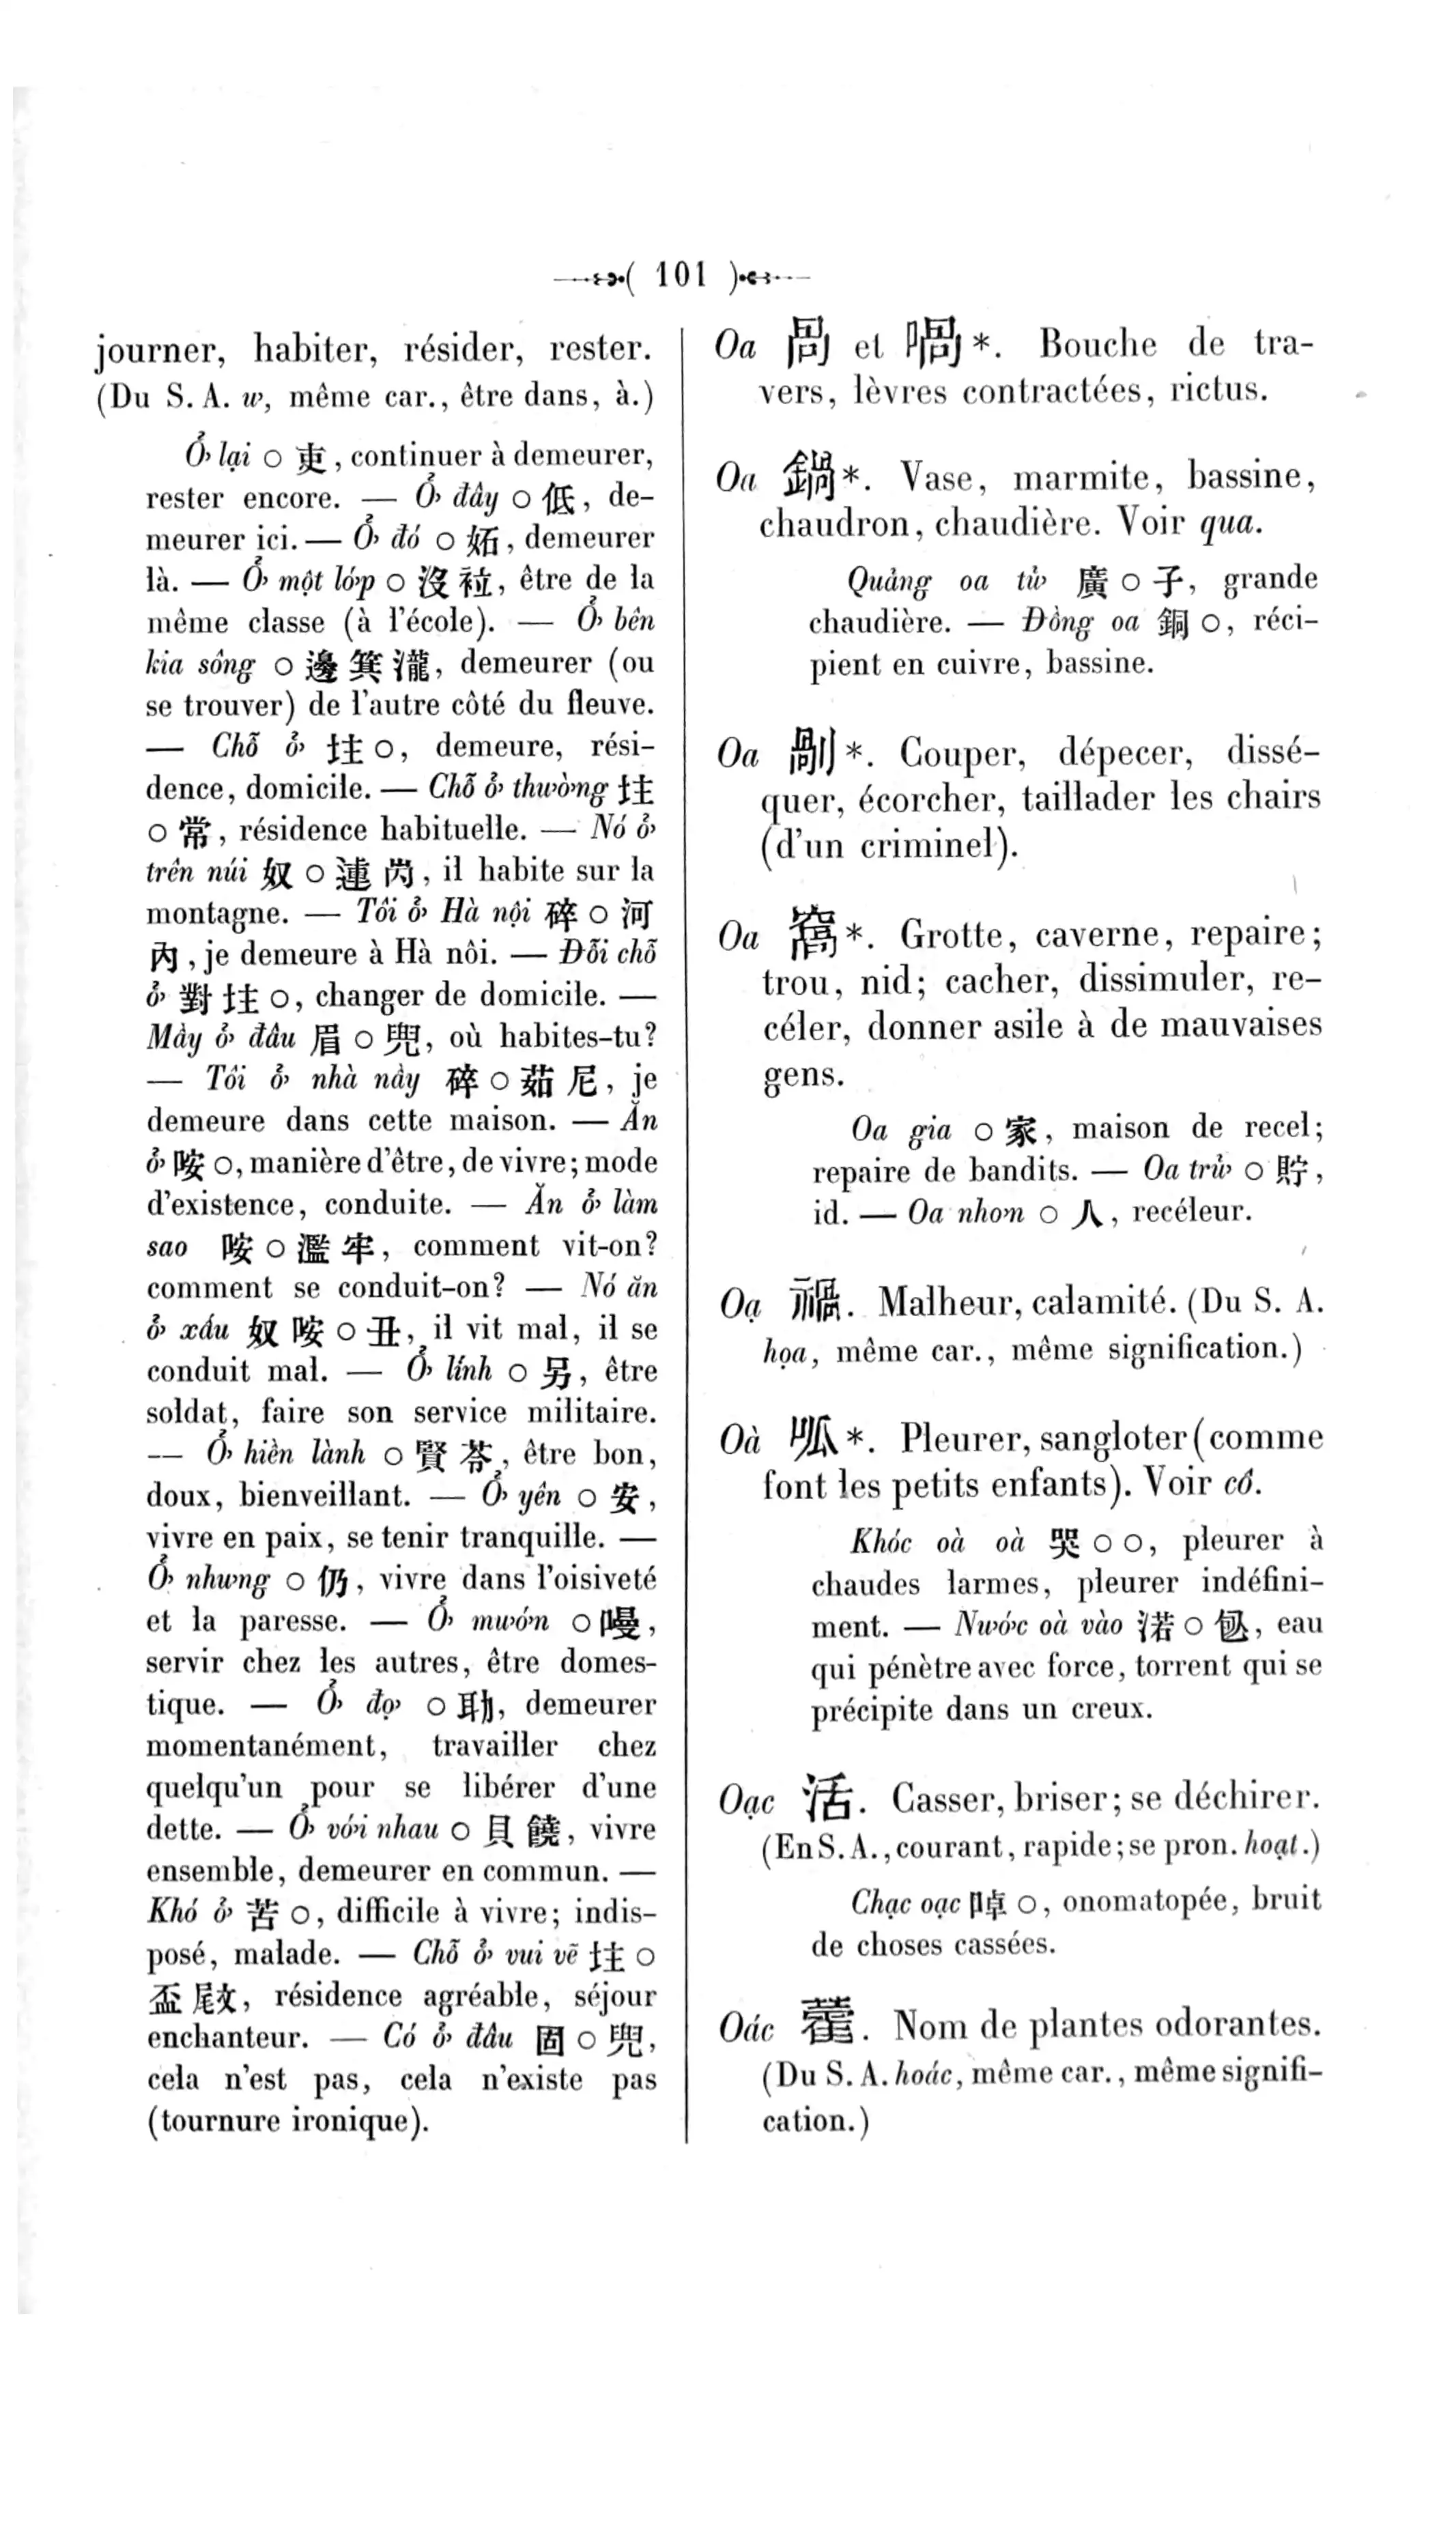 ( 101 )
journer, habiter, résider, rester.
(Du S. A. ư, même car., être dans, à.)
Ở lại ○ 吏, continuer à demeurer,
rester encore. — Ở đây ○ 低, de-
meurer ici. — Ở đó ○ 妬, demeurer
là. — Ở một lớp ○ 沒 𥘶, être de la
même classe (à l'école). — Ở bên
kia sông ○ 邊 箕 瀧, demeurer (ou
se trouver) de l'autre côté du fleuve.
— Chỗ ở 拄 ○, demeure, rési-
dence, domicile. — Chỗ ở thường 拄
○ 常, résidence habituelle. — Nó ở
trên núi 奴 ○ 蓮 𡶀, il habite sur la
montagne. — Tôi ở Hà nội 碎 ○ 河
內, je demeure à Hà nôi. — Đỗi chỗ
ở 對 拄 ○, changer de domicile. —
Mầy ở đâu 眉 ○ 兜, où habites-tu?
— Tôi ở nhà nầy 碎 ○ 茹 尼, je
demeure dans cette maison. — Ăn
ở 咹 ○, manière d'être, de vivre; mode
d'existence, conduite. — Ăn ở làm
sao 咹 ○ 濫 牢, comment vit-on?
comment se conduit-on? — Nó ăn
ở xấu 奴 咹 ○ 丑, il vit mal, il se
conduit mal. — Ở lính ○ 另, être
soldat, faire son service militaire.
— Ở hiền lành ○ 賢 苓, être bon,
doux, bienveillant. — Ở yên ○ 安,
vivre en paix, se tenir tranquille. —
Ở nhưng ○ 仍, vivre dans l'oisiveté
et la paresse. — Ở mướn ○ 嘪,
servir chez les autres, être domes-
tique. — Ở đợ ○ 助, demeurer
momentanément, travailler chez
quelqu'un pour se libérer d'une
dette. — Ở với nhau ○ 貝 饒, vivre
ensemble, demeurer en commun. —
Khó ở 苦 ○, difficile à vivre; indis-
posé, malade. — Chỗ ở vui vẽ 拄 ○
盃, résidence agréable, séjour
enchanteur. — Có ở đâu 固 ○ 兜,
cela n'est pas, cela n'existe pas
(tournure ironique).
Oa 咼 et 喎 *. Bouche de tra-
vers, lèvres contractées, rictus.
Oa 鍋 *. Vase, marmite, bassine,
chaudron, chaudière. Voir qua.
Quảng oa tử 廣 ○ 子, grande
chaudière. — Đồng oa 銅 ○, réci-
pient en cuivre, bassine.
Oa 剮 *. Couper, dépecer, dissé-
quer, écorcher, taillader les chairs
(d'un criminel).
Oa 窩 *. Grotte, caverne, repaire;
trou, nid; cacher, dissimuler, re-
céler, donner asile à de mauvaises
gens.
Oa gia ○ 家, maison de recel;
repaire de bandits. — Oa trử ○ 貯,
id. — Oa nhơn ○ 人, recéleur.
Oạ 禍. Malheur, calamité. (Du S. A.
họa, même car., même signification.)
Oà 呱 *. Pleurer, sangloter (comme
font les petits enfants). Voir cô.
Khóc oà oà 哭 ○ ○, pleurer à
chaudes larmes, pleurer indéfini-
ment. — Nước oà vào 渃 ○, eau
qui pénètre avec force, torrent qui se
précipite dans un creux.
Oạc 活. Casser, briser; se déchirer.
(En S. A., courant, rapide; se pron. hoạt.)
Chạc oạc 啅 ○, onomatopée, bruit
de choses cassées.
Oác 藿. Nom de plantes odorantes.
(Du S. A. hoác, même car., même signifi-
cation.)